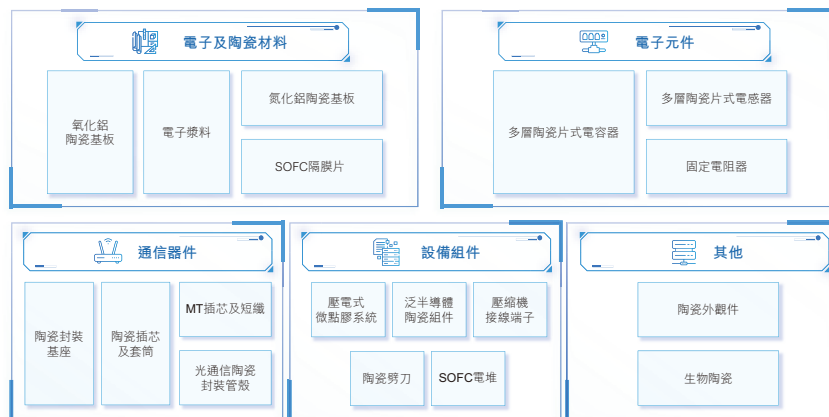 電子及陶瓷材料
氧化鋁
陶瓷基板
電子漿料
氮化鋁陶瓷基板
SOFC隔膜片
電子元件
多層陶瓷片式電容器
多層陶瓷片式電感器
固定電阻器
通信器件
陶瓷封裝
基座
陶瓷插芯
及套筒
MT插芯及短纖
光通信陶瓷
封裝管殼
設備組件
壓電式
微點膠系統
泛半導體
陶瓷組件
壓縮機
接線端子
陶瓷劈刀
SOFC電堆
其他
陶瓷外觀件
生物陶瓷